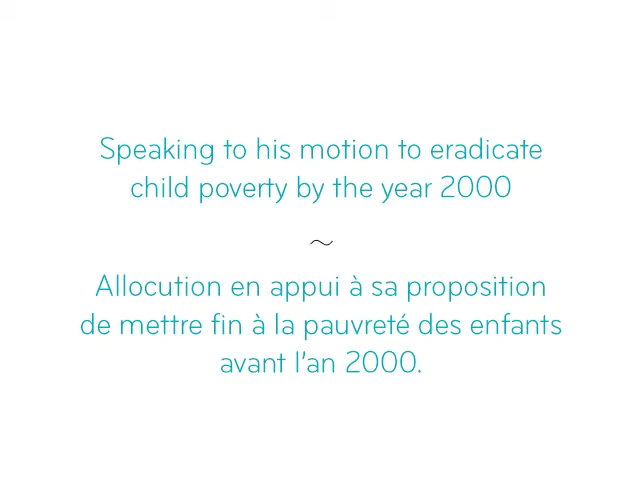 Speaking to his motion to eradicate
child poverty by the year 2000
~
Allocution en appui à sa proposition
de mettre fin à la pauvreté des enfants
avant l'an 2000.